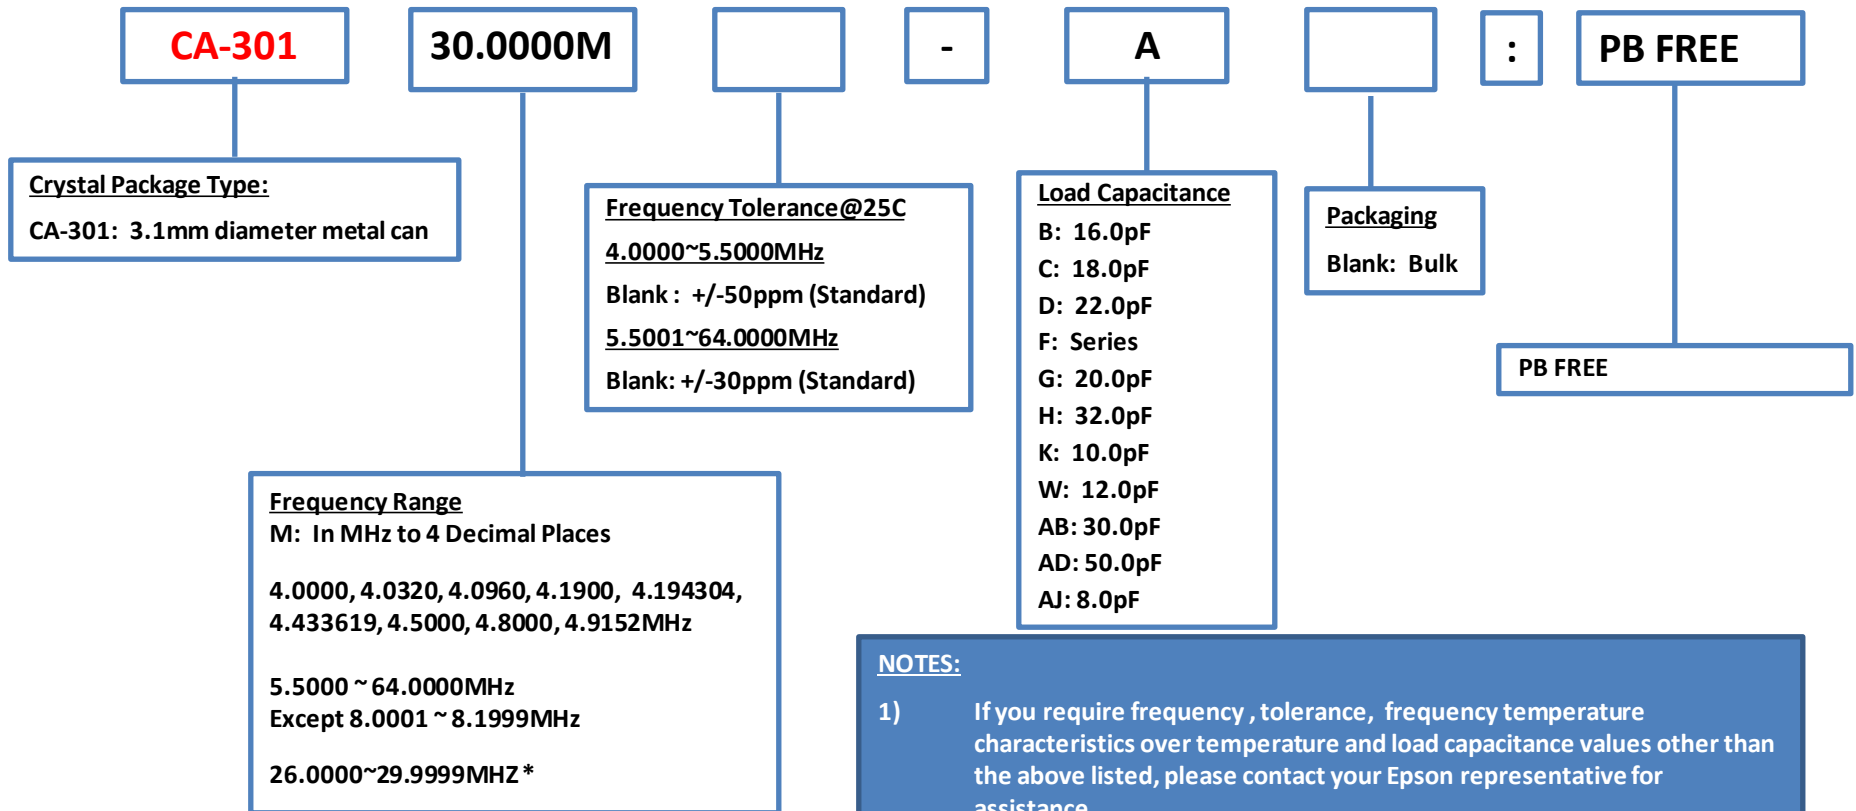 CA-301 30.0000M - A : PB FREE
Crystal Package Type:
CA-301: 3.1mm diameter metal can
Frequency Tolerance@25C
4.0000~5.5000MHz
Blank : +/-50ppm (Standard)
5.5001~64.0000MHz
Blank: +/-30ppm (Standard)
Load Capacitance
B: 16.0pF
C: 18.0pF
D: 22.0pF
F: Series
G: 20.0pF
H: 32.0pF
K: 10.0pF
W: 12.0pF
AB: 30.0pF
AD: 50.0pF
AJ: 8.0pF
Packaging
Blank: Bulk
PB FREE
Frequency Range
M: In MHz to 4 Decimal Places
4.0000, 4.0320, 4.0960, 4.1900, 4.194304,
4.433619, 4.5000, 4.8000, 4.9152MHz
5.5000 ~ 64.0000MHz
Except 8.0001 ~ 8.1999MHz
26.0000~29.9999MHZ*
NOTES:
1) If you require frequency , tolerance, frequency temperature
characteristics over temperature and load capacitance values other than
the above listed, please contact your Epson representative for
assistance